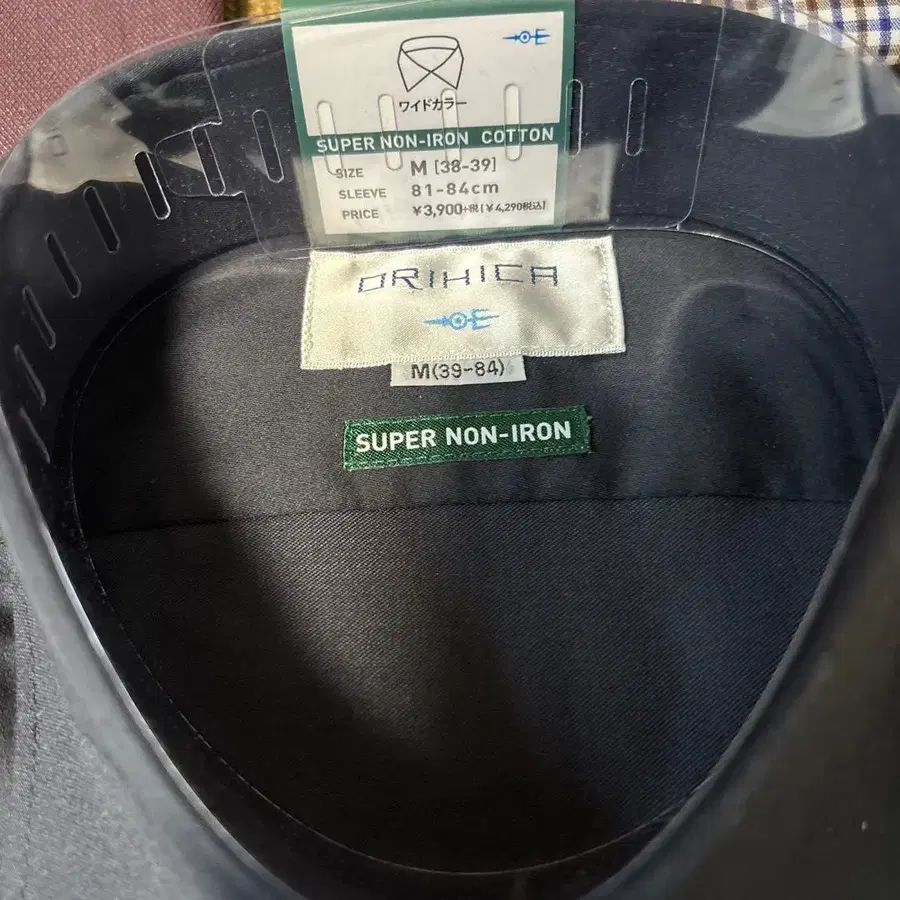 ワイドカラー
SUPER NON-IRON COTTON
SIZE M [38-39]
SLEEVE 81-84cm
PRICE ¥3,900+税(¥4,290税込)
ORIHICA
M(39-84)
SUPER NON-IRON